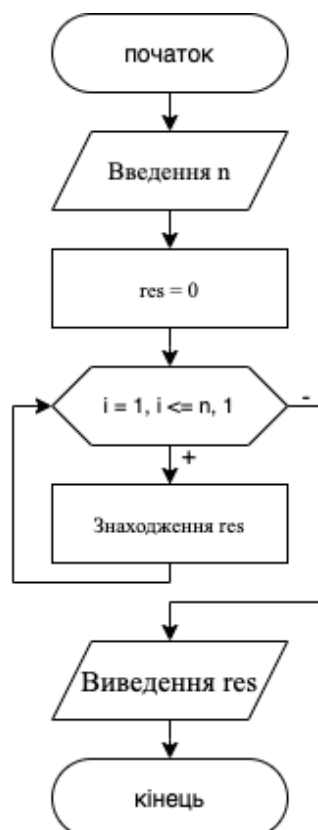 початок
Введення n
res = 0
i = 1, i <= n, 1
-
+
Знаходження res
Виведення res
кінець